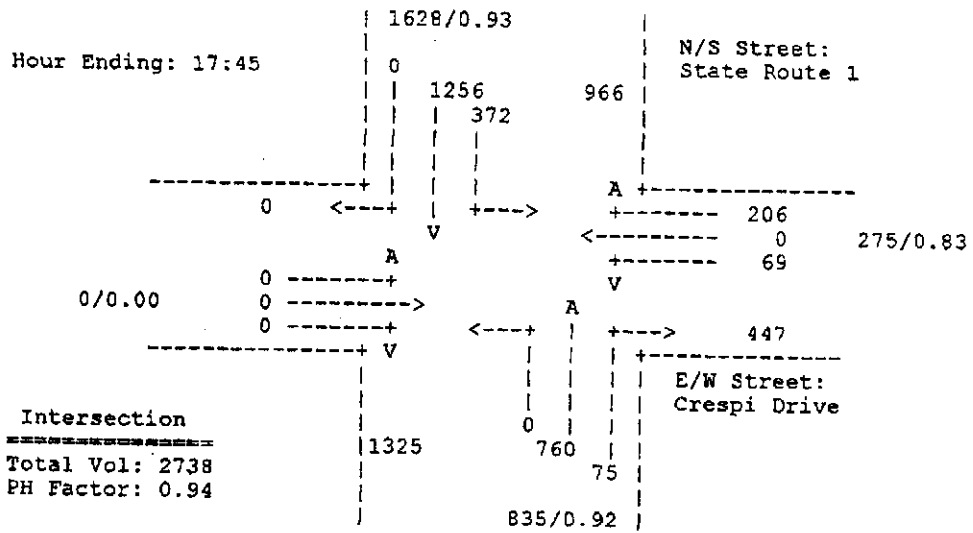 1628/0.93
Hour Ending: 17:45
N/S Street:
State Route 1
0
1256
372
966
0
206
0
69
275/0.83
0
0
0
0/0.00
447
E/W Street:
Crespi Drive
Intersection
Total Vol: 2738
PH Factor: 0.94
1325
0
760
75
835/0.92